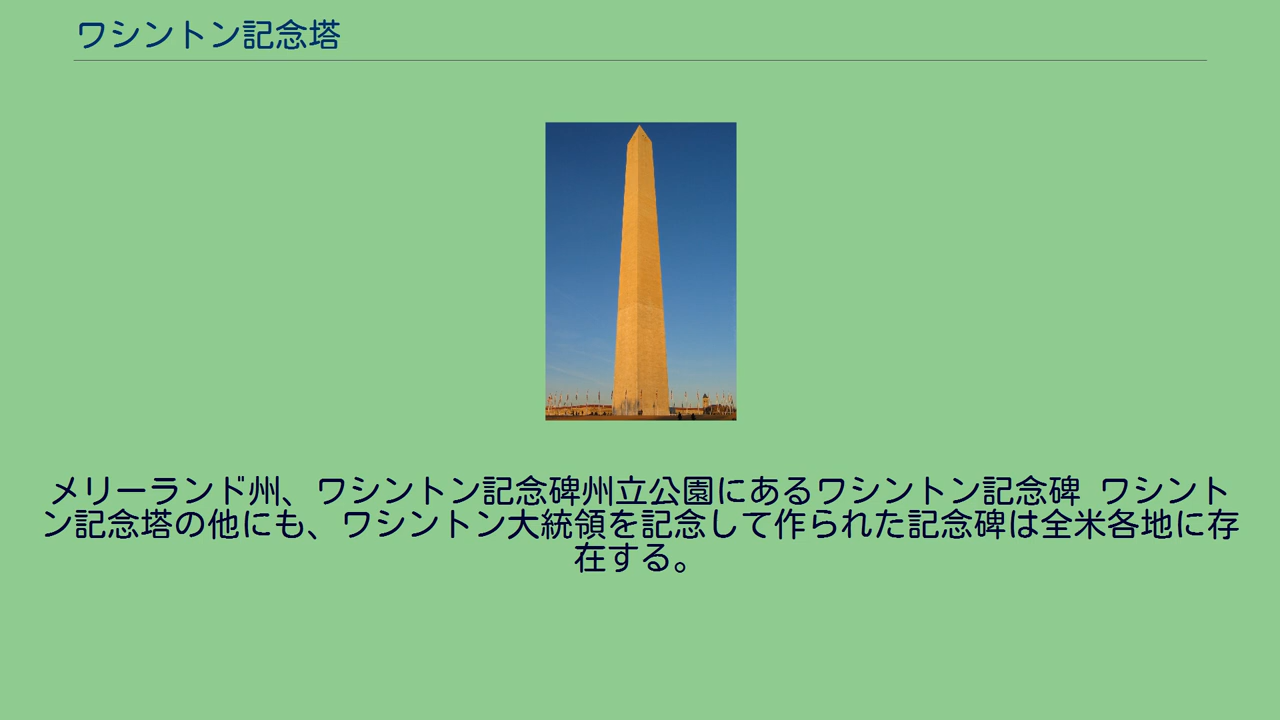 ワシントン記念塔
メリーランド州、ワシントン記念碑州立公園にあるワシントン記念碑 ワシント
ン記念塔の他にも、ワシントン大統領を記念して作られた記念碑は全米各地に存
在する。